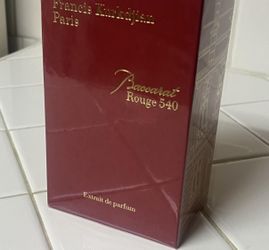 Francis Kurkdjian
Paris
Baccarat
Rouge 540
Extrait de parfum